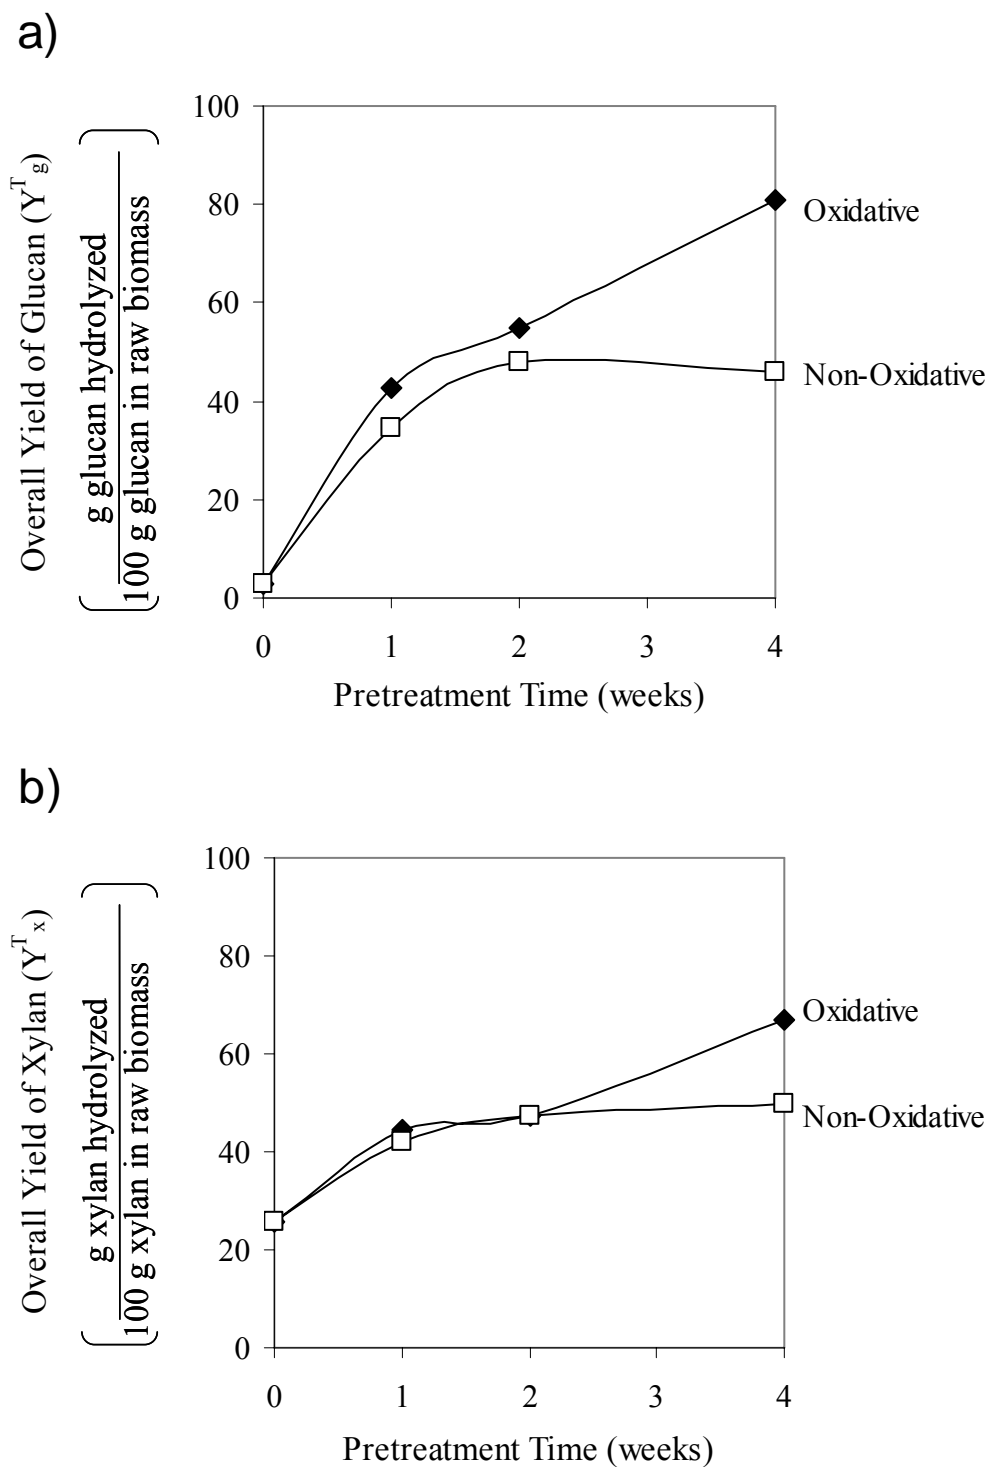 a)
Overall Yield of Glucan (Y^T_g)
g glucan hydrolyzed
100 g glucan in raw biomass
100
80
60
40
20
0
Oxidative
Non-Oxidative
0 1 2 3 4
Pretreatment Time (weeks)
b)
Overall Yield of Xylan (Y^T_x)
g xylan hydrolyzed
100 g xylan in raw biomass
100
80
60
40
20
0
Oxidative
Non-Oxidative
0 1 2 3 4
Pretreatment Time (weeks)